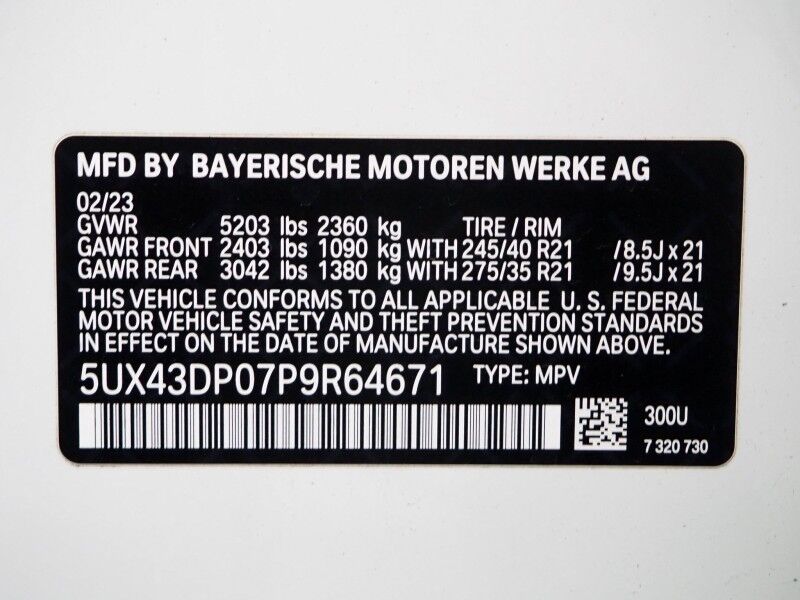 MFD BY BAYERISCHE MOTOREN WERKE AG
02/23
GVWR 5203 lbs 2360 kg TIRE / RIM
GAWR FRONT 2403 lbs 1090 kg WITH 245/40 R21 /8.5J x 21
GAWR REAR 3042 lbs 1380 kg WITH 275/35 R21 /9.5J x 21
THIS VEHICLE CONFORMS TO ALL APPLICABLE U. S. FEDERAL
MOTOR VEHICLE SAFETY AND THEFT PREVENTION STANDARDS
IN EFFECT ON THE DATE OF MANUFACTURE SHOWN ABOVE.
5UX43DP07P9R64671 TYPE: MPV
300U
7 320 730